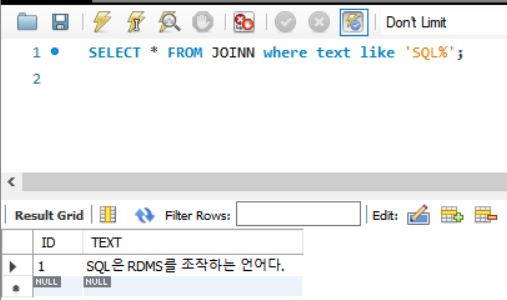 Don't Limit
1 SELECT * FROM JOINN where text like 'SQL%';
2
Result Grid Filter Rows: Edit:
ID TEXT
1 SQL은 RDMS를 조작하는 언어다.
NULL NULL